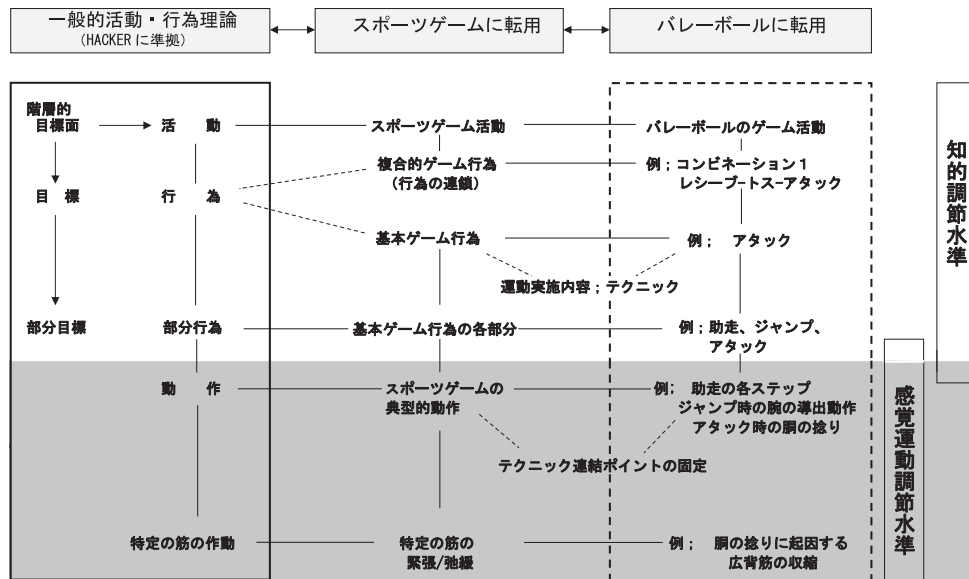 一般的活動・行為理論
（HACKERに準拠）
スポーツゲームに転用
バレーボールに転用
階層的
目標面
活　動
スポーツゲーム活動
バレーボールのゲーム活動
目　標
行　為
複合的ゲーム行為
（行為の連鎖）
例；コンビネーション１
レシーブ-トス-アタック
基本ゲーム行為
例；　アタック
運動実施内容；テクニック
部分目標
部分行為
基本ゲーム行為の各部分
例；助走、ジャンプ、
アタック
動　作
スポーツゲームの
典型的動作
例；　助走の各ステップ
ジャンプ時の腕の導出動作
アタック時の胴の捻り
テクニック連結ポイントの固定
特定の筋の作動
特定の筋の
緊張/弛緩
例；　胴の捻りに起因する
広背筋の収縮
知的調節水準
感覚運動調節水準